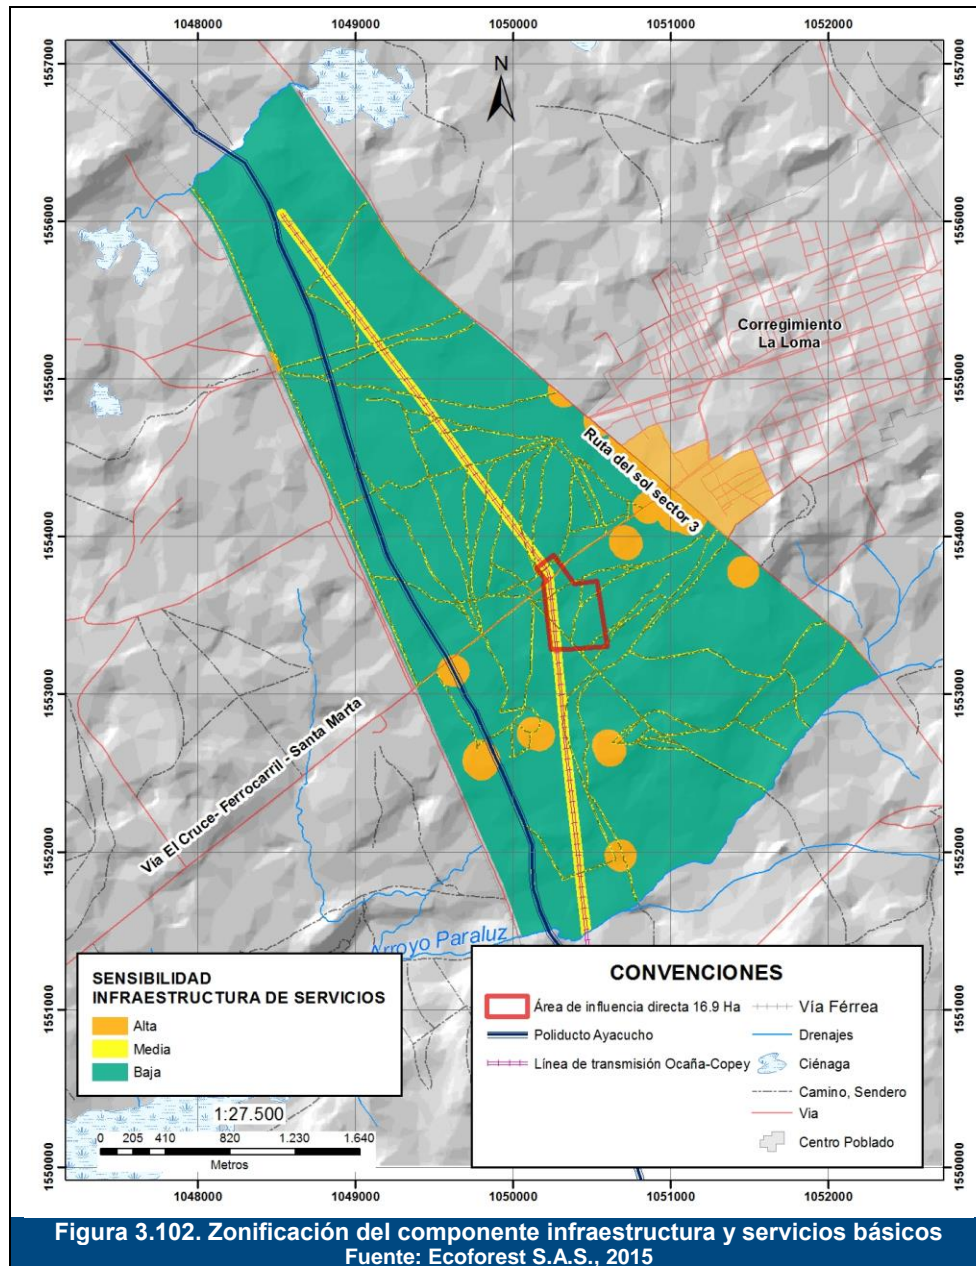 1048000 1049000 1050000 1051000 1052000
1557000 1557000
N
1556000 1556000
Corregimiento
La Loma
1555000 1555000
Ruta del sol sector 3
1554000 1554000
1553000 1553000
Vía El Cruce- Ferrocarril - Santa Marta
1552000 1552000
Arroyo Paraluz
SENSIBILIDAD
INFRAESTRUCTURA DE SERVICIOS
Alta
Media
Baja
CONVENCIONES
Área de influencia directa 16.9 Ha
Poliducto Ayacucho
Línea de transmisión Ocaña-Copey
Vía Férrea
Drenajes
Ciénaga
Camino, Sendero
Via
Centro Poblado
1551000 1551000
1:27.500
0 205 410 820 1.230 1.640
Metros
1550000 1550000
1048000 1049000 1050000 1051000 1052000
Figura 3.102. Zonificación del componente infraestructura y servicios básicos
Fuente: Ecoforest S.A.S., 2015